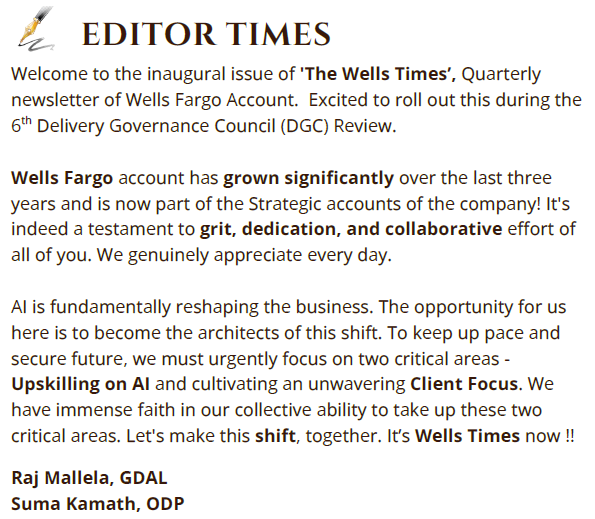 EDITOR TIMES
Welcome to the inaugural issue of 'The Wells Times’, Quarterly
newsletter of Wells Fargo Account.  Excited to roll out this during the
6th Delivery Governance Council (DGC) Review.
Wells Fargo account has grown significantly over the last three
years and is now part of the Strategic accounts of the company! It's
indeed a testament to grit, dedication, and collaborative effort of
all of you. We genuinely appreciate every day.
AI is fundamentally reshaping the business. The opportunity for us
here is to become the architects of this shift. To keep up pace and
secure future, we must urgently focus on two critical areas -
Upskilling on AI and cultivating an unwavering Client Focus. We
have immense faith in our collective ability to take up these two
critical areas. Let's make this shift, together. It’s Wells Times now !!
Raj Mallela, GDAL
Suma Kamath, ODP